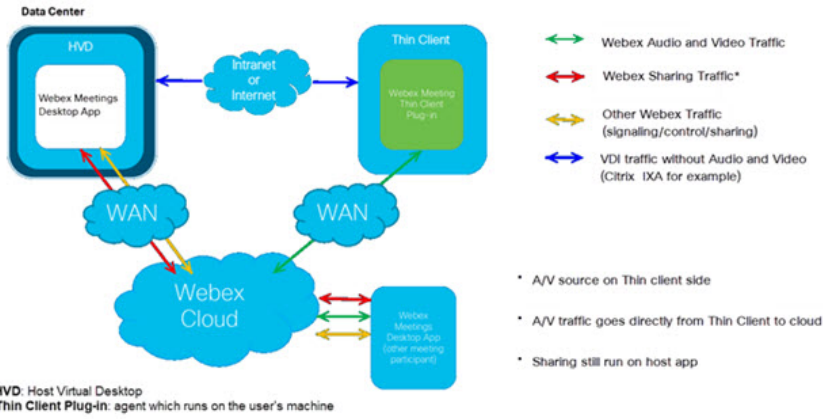 Data Center
HVD
Webex Meetings
Desktop App
Intranet
or
Internet
Thin Client
Webex Meeting
Thin Client
Plug-in
WAN
WAN
Webex
Cloud
Webex
Meetings
Desktop App
(other meeting
participant)
Webex Audio and Video Traffic
Webex Sharing Traffic*
Other Webex Traffic
(signaling/control/sharing)
VDI traffic without Audio and Video
(Citrix IXA for example)
* A/V source on Thin client side
* A/V traffic goes directly from Thin Client to cloud
* Sharing still run on host app
HVD: Host Virtual Desktop
Thin Client Plug-in: agent which runs on the user's machine